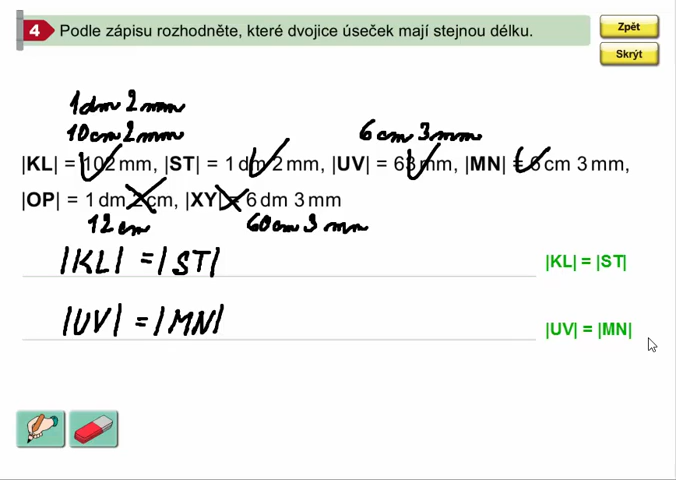 4 Podle zápisu rozhodněte, které dvojice úseček mají stejnou délku.
Zpět
Skrýt
1 dm 2 mm
10 cm 2 mm
6 cm 3 mm
|KL| = 102 mm, |ST| = 1 dm 2 mm, |UV| = 63 mm, |MN| = 6 cm 3 mm,
|OP| = 1 dm 2 cm, |XY| = 6 dm 3 mm
12 cm
60 cm 3 mm
|KL| = |ST|
|KL| = |ST|
|UV| = |MN|
|UV| = |MN|